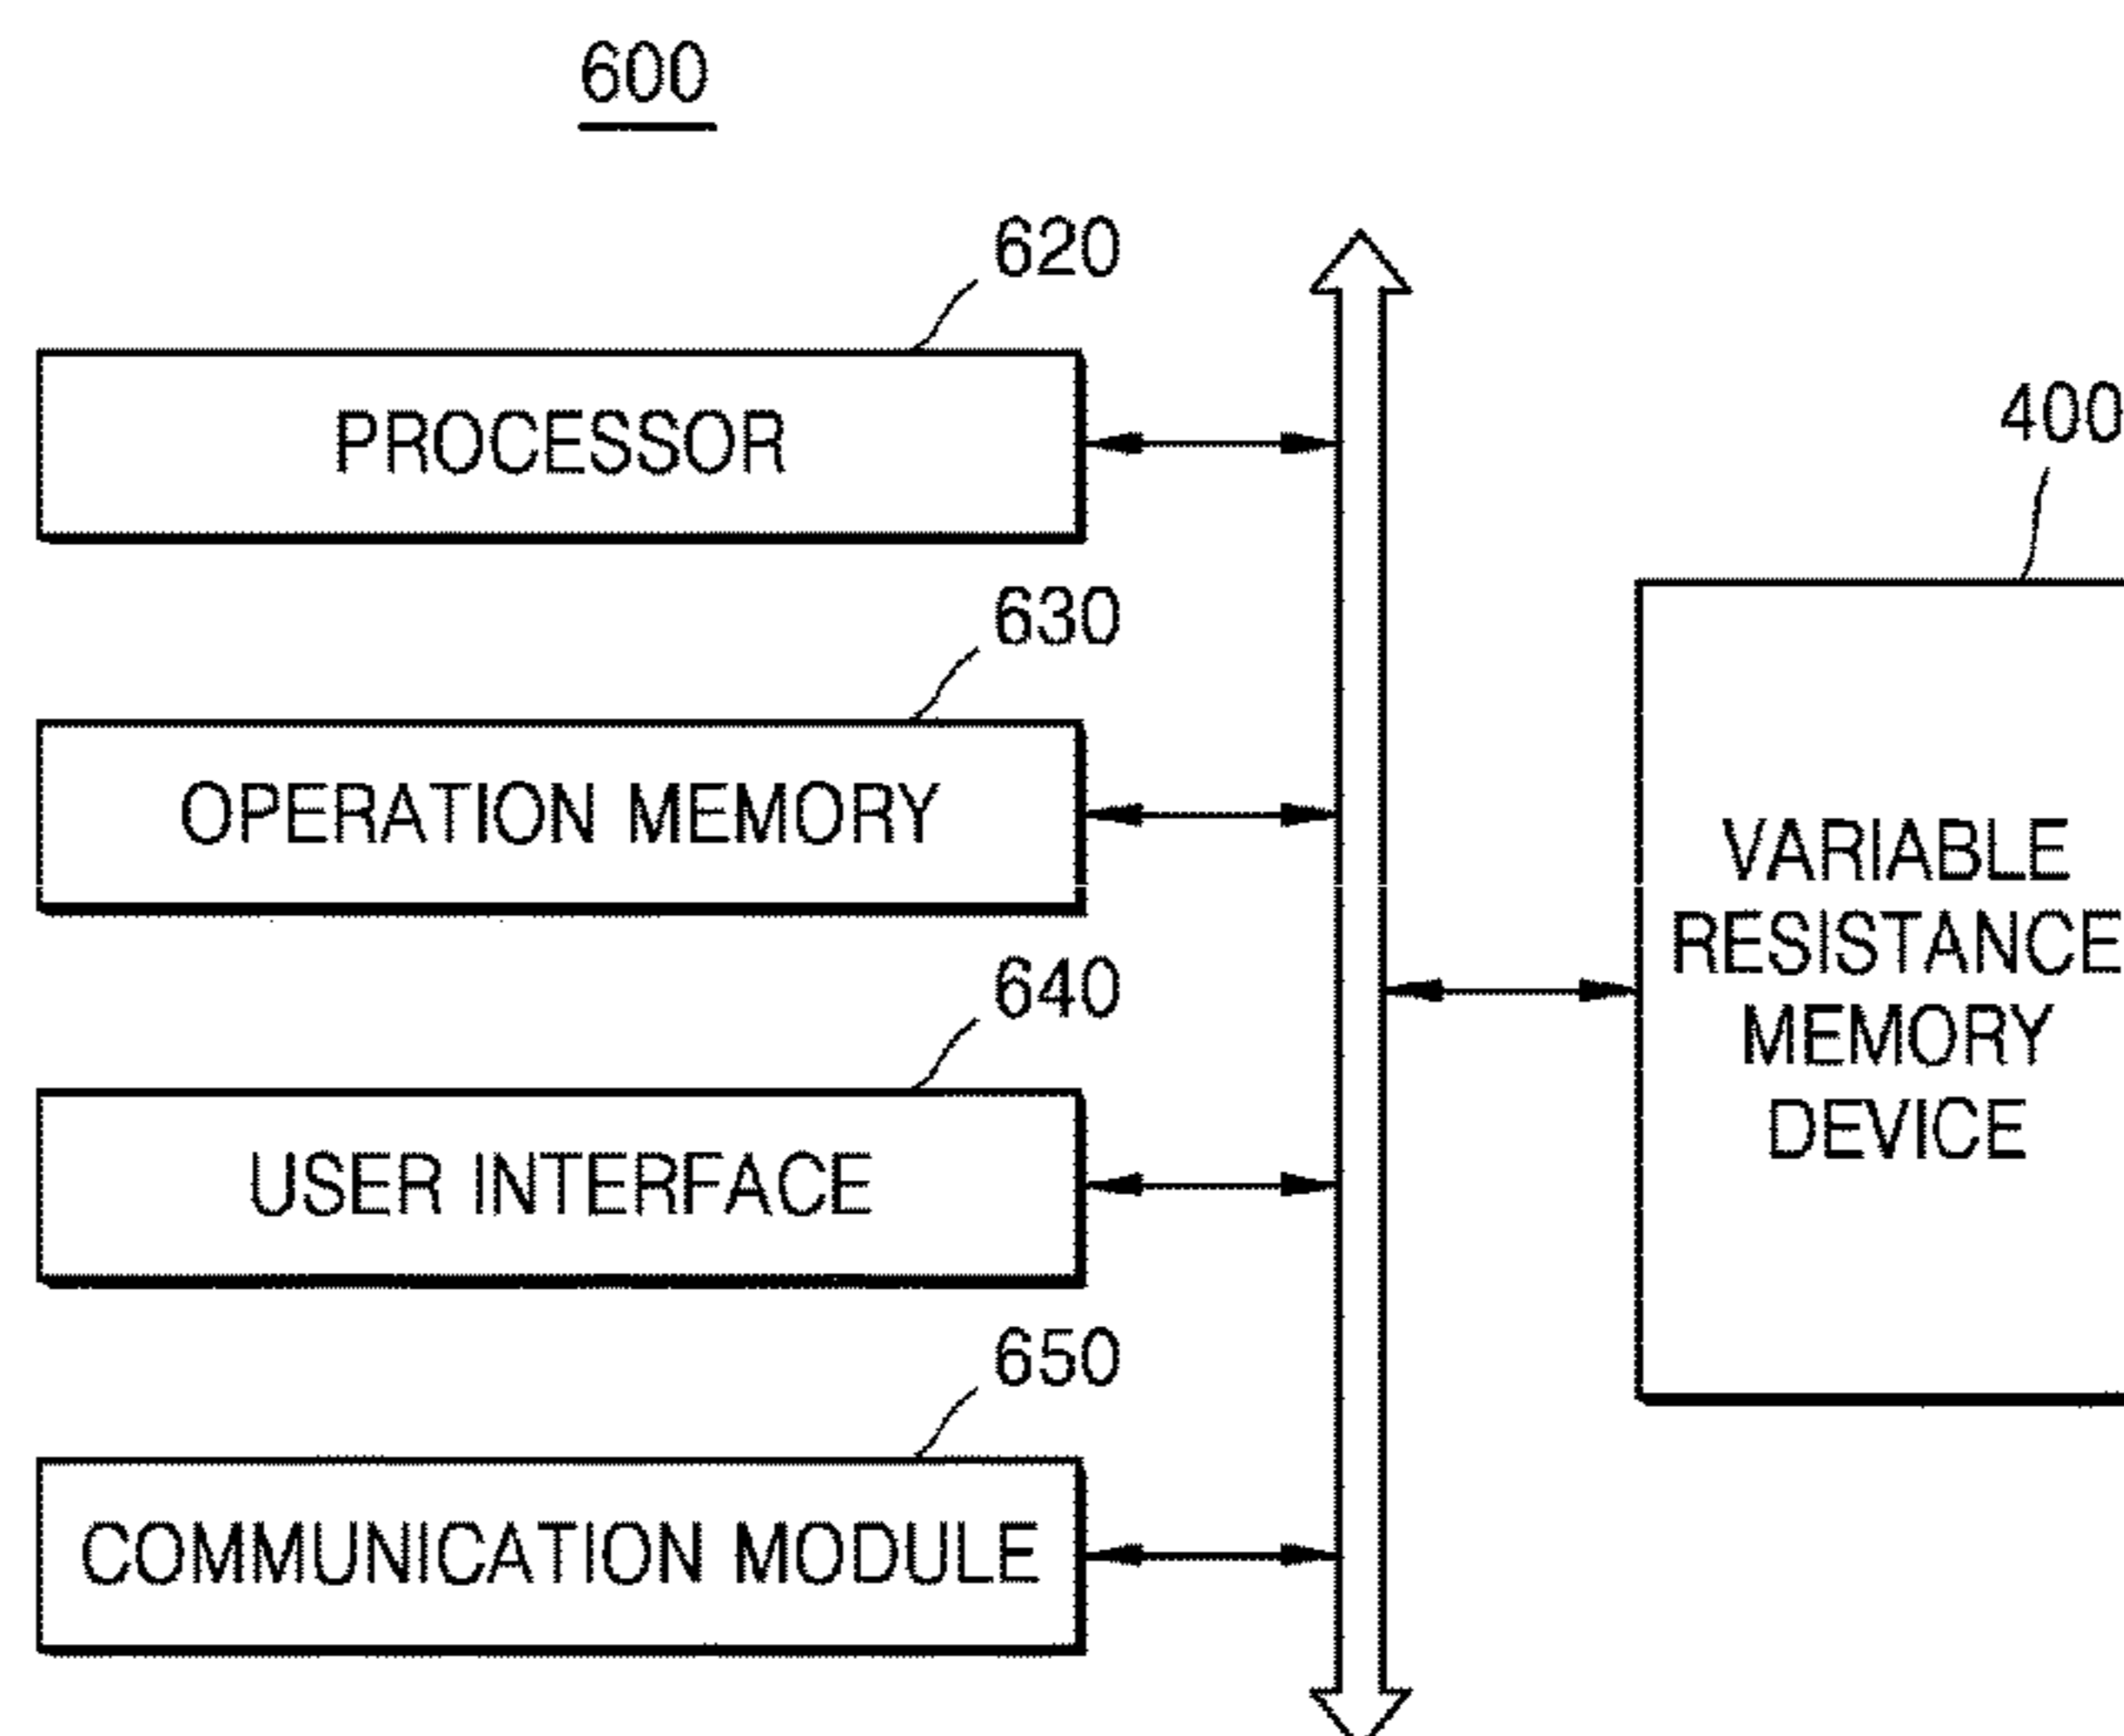 600
620
PROCESSOR
400
630
OPERATION MEMORY
VARIABLE
RESISTANCE
MEMORY
DEVICE
640
USER INTERFACE
650
COMMUNICATION MODULE